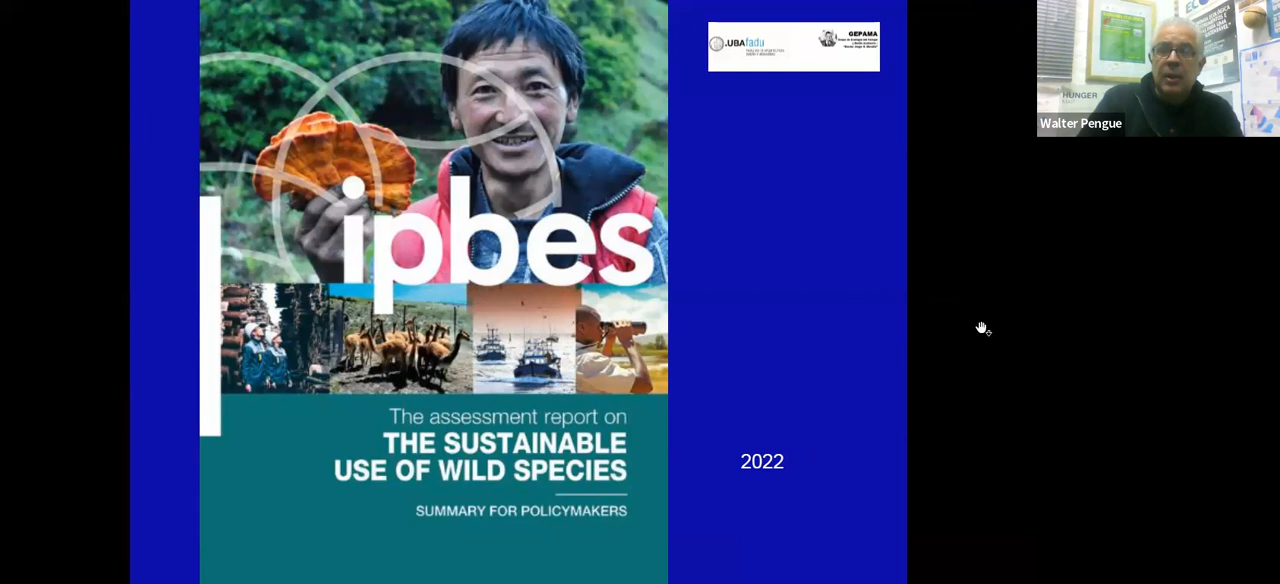 ipbes
The assessment report on
THE SUSTAINABLE
USE OF WILD SPECIES
SUMMARY FOR POLICYMAKERS
.UBAfadu
GEPAMA
2022
HUNGER
Walter Pengue